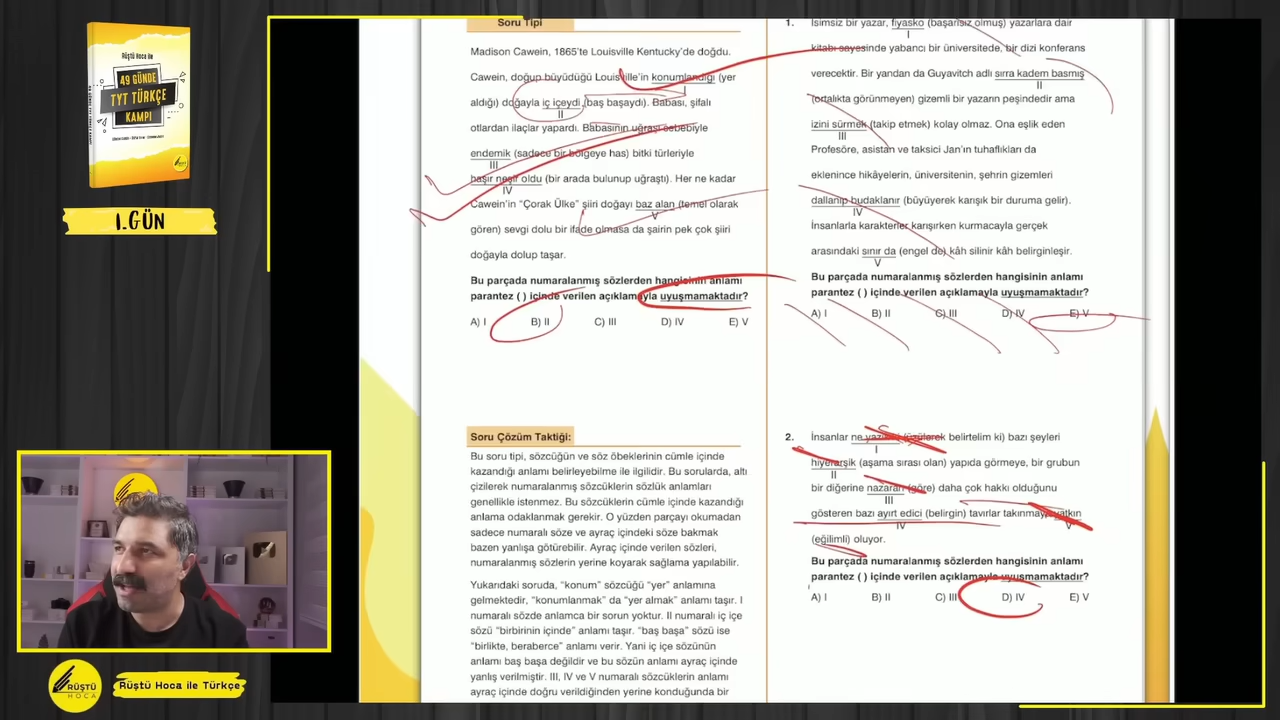 Rüştü Hoca ile
49 GÜNDE
TYT TÜRKÇE
KAMPI
1.GÜN
RÜŞTÜ
HOCA
Rüştü Hoca ile Türkçe
Soru Tipi
Madison Cawein, 1865'te Louisville Kentucky'de doğdu.
Cawein, doğup büyüdüğü Louisville'in konumlandığı (yer
I
aldığı) doğayla iç içeydi (baş başaydı). Babası, şifalı
II
otlardan ilaçlar yapardı. Babasının uğraşı sebebiyle
endemik (sadece bir bölgeye has) bitki türleriyle
III
haşır neşir oldu (bir arada bulunup uğraştı). Her ne kadar
IV
Cawein'in "Çorak Ülke" şiiri doğayı baz alan (temel olarak
V
gören) sevgi dolu bir ifade olmasa da şairin pek çok şiiri
doğayla dolup taşar.
Bu parçada numaralanmış sözlerden hangisinin anlamı
parantez ( ) içinde verilen açıklamayla uyuşmamaktadır?
A) I B) II C) III D) IV E) V
Soru Çözüm Taktiği:
Bu soru tipi, sözcüğün ve söz öbeklerinin cümle içinde
kazandığı anlamı belirleyebilme ile ilgilidir. Bu sorularda, altı
çizilerek numaralanmış sözcüklerin sözlük anlamları
genellikle istenmez. Bu sözcüklerin cümle içinde kazandığı
anlama odaklanmak gerekir. O yüzden parçayı okumadan
sadece numaralı söze ve ayraç içindeki söze bakmak
bazen yanlışa götürebilir. Ayraç içinde verilen sözleri,
numaralanmış sözlerin yerine koyarak sağlama yapılabilir.
Yukarıdaki soruda, "konum" sözcüğü "yer" anlamına
gelmektedir, "konumlanmak" da "yer almak" anlamı taşır. I
numaralı sözde anlamca bir sorun yoktur. II numaralı iç içe
sözü "birbirinin içinde" anlamı taşır. "baş başa" sözü ise
"birlikte, beraberce" anlamı verir. Yani iç içe sözünün
anlamı baş başa değildir ve bu sözün anlamı ayraç içinde
yanlış verilmiştir. III, IV ve V numaralı sözcüklerin anlamı
ayraç içinde doğru verildiğinden yerine konduğunda bir
1. İsimsiz bir yazar, fiyasko (başarısız olmuş) yazarlara dair
I
kitabı sayesinde yabancı bir üniversitede, bir dizi konferans
verecektir. Bir yandan da Guyavitch adlı sırra kadem basmış
II
(ortalıkta görünmeyen) gizemli bir yazarın peşindedir ama
izini sürmek (takip etmek) kolay olmaz. Ona eşlik eden
III
Profesöre, asistan ve taksici Jan'ın tuhaflıkları da
eklenince hikâyelerin, üniversitenin, şehrin gizemleri
dallanıp budaklanır (büyüyerek karışık bir duruma gelir).
IV
İnsanlarla karakterler karışırken kurmacayla gerçek
arasındaki sınır da (engel de) kâh silinir kâh belirginleşir.
V
Bu parçada numaralanmış sözlerden hangisinin anlamı
parantez ( ) içinde verilen açıklamayla uyuşmamaktadır?
A) I B) II C) III D) IV E) V
2. İnsanlar ne yazık ki (üzülerek belirtelim ki) bazı şeyleri
I
hiyerarşik (aşama sırası olan) yapıda görmeye, bir grubun
II
bir diğerine nazaran (göre) daha çok hakkı olduğunu
III
gösteren bazı ayırt edici (belirgin) tavırlar takınmaya yatkın
IV V
(eğilimli) oluyor.
Bu parçada numaralanmış sözlerden hangisinin anlamı
parantez ( ) içinde verilen açıklamayla uyuşmamaktadır?
A) I B) II C) III D) IV E) V